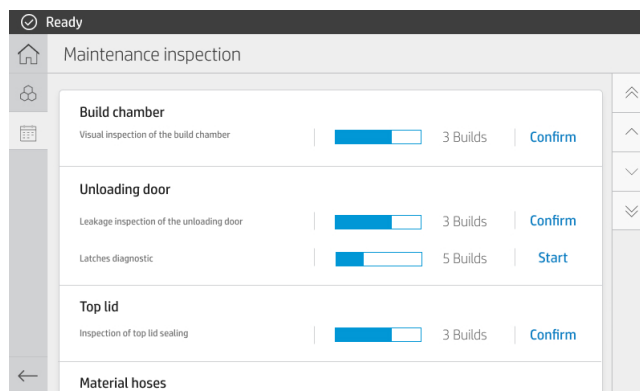 Ready
Maintenance inspection
Build chamber
Visual inspection of the build chamber 3 Builds Confirm
Unloading door
Leakage inspection of the unloading door 3 Builds Confirm
Latches diagnostic 5 Builds Start
Top lid
Inspection of top lid sealing 3 Builds Confirm
Material hoses